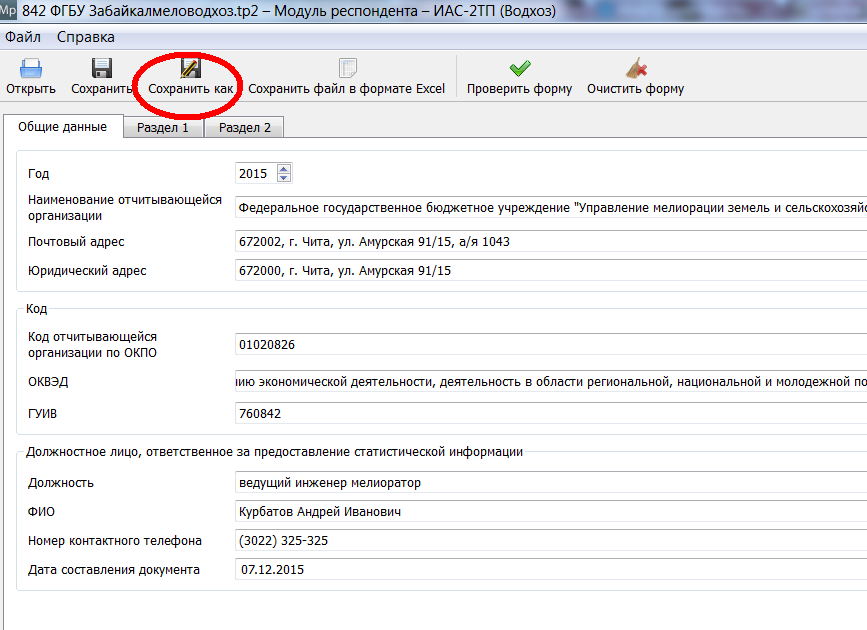 Мр 842 ФГБУ Забайкалмеловодхоз.tp2 – Модуль респондента – ИАС-2ТП (Водхоз)
Файл Справка
Открыть Сохранить Сохранить как Сохранить файл в формате Excel Проверить форму Очистить форму
Общие данные Раздел 1 Раздел 2
Год 2015
Наименование отчитывающейся
организации
Федеральное государственное бюджетное учреждение "Управление мелиорации земель и сельскохозяйс
Почтовый адрес 672002, г. Чита, ул. Амурская 91/15, а/я 1043
Юридический адрес 672000, г. Чита, ул. Амурская 91/15
Код
Код отчитывающейся
организации по ОКПО
01020826
ОКВЭД нию экономической деятельности, деятельность в области региональной, национальной и молодежной по
ГУИВ 760842
Должностное лицо, ответственное за предоставление статистической информации
Должность ведущий инженер мелиоратор
ФИО Курбатов Андрей Иванович
Номер контактного телефона (3022) 325-325
Дата составления документа 07.12.2015